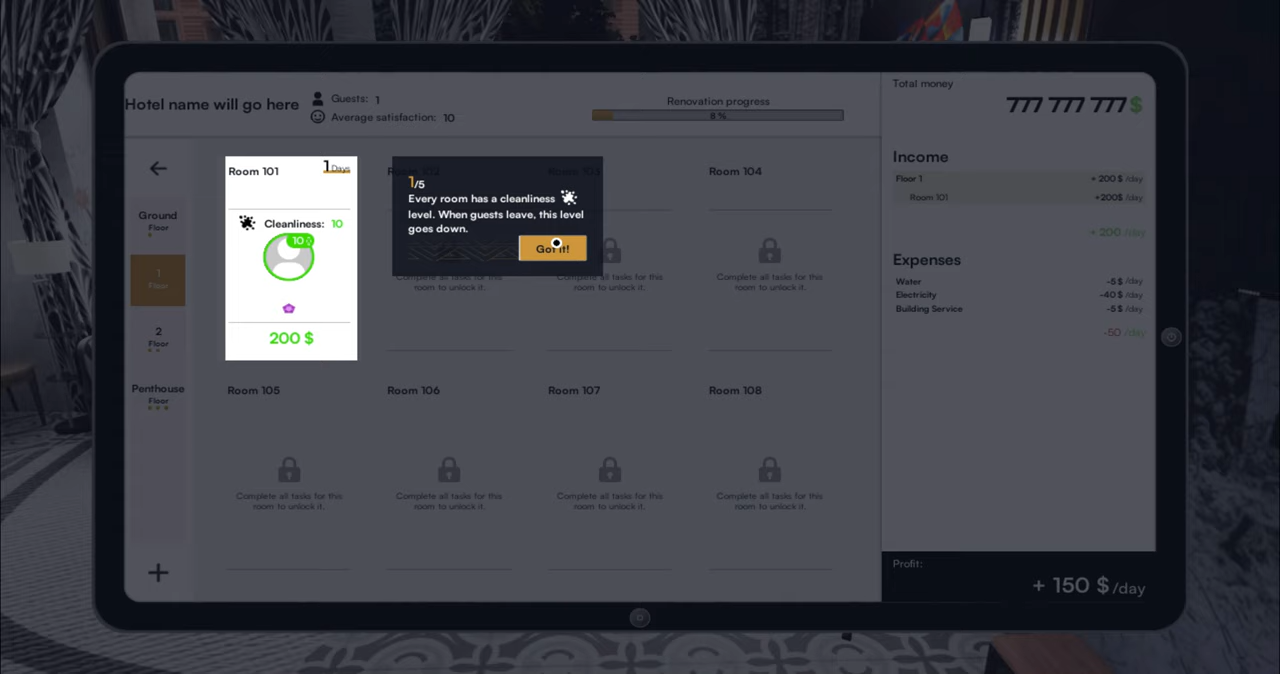 Hotel name will go here
Guests: 1
Average satisfaction: 10
Renovation progress
8 %
Total money
777 777 777 $
Income
Floor 1 + 200 $ /day
Room 101 +200$ /day
+ 200 /day
Expenses
Water -5 $ /day
Electricity -40 $ /day
Building Service -5 $ /day
-50 /day
Profit:
+ 150 $ /day
Ground
Floor
1
Floor
2
Floor
Penthouse
Floor
Room 101
1 Days
Cleanliness: 10
10
200 $
1/5
Every room has a cleanliness
level. When guests leave, this level
goes down.
Got it!
Room 102
Complete all tasks for this
room to unlock it.
Room 103
Complete all tasks for this
room to unlock it.
Room 104
Complete all tasks for this
room to unlock it.
Room 105
Complete all tasks for this
room to unlock it.
Room 106
Complete all tasks for this
room to unlock it.
Room 107
Complete all tasks for this
room to unlock it.
Room 108
Complete all tasks for this
room to unlock it.